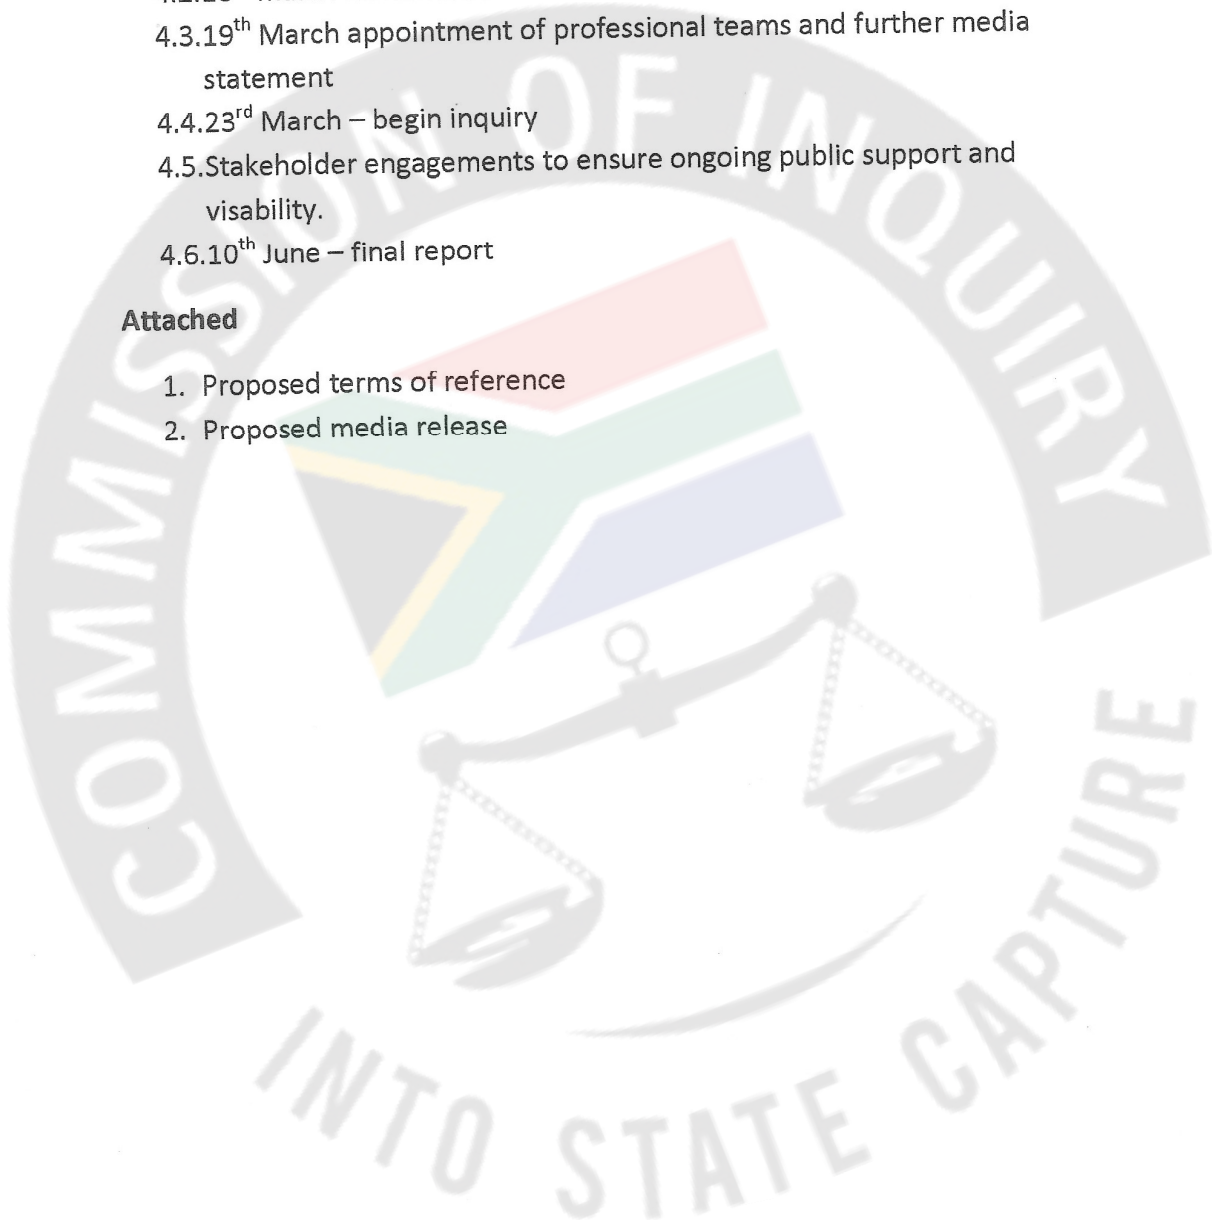 4.3.19th March appointment of professional teams and further media
statement
4.4.23rd March – begin inquiry
4.5.Stakeholder engagements to ensure ongoing public support and
visability.
4.6.10th June – final report
Attached
1. Proposed terms of reference
2. Proposed media release
COMMISSION OF INQUIRY
INTO STATE CAPTURE